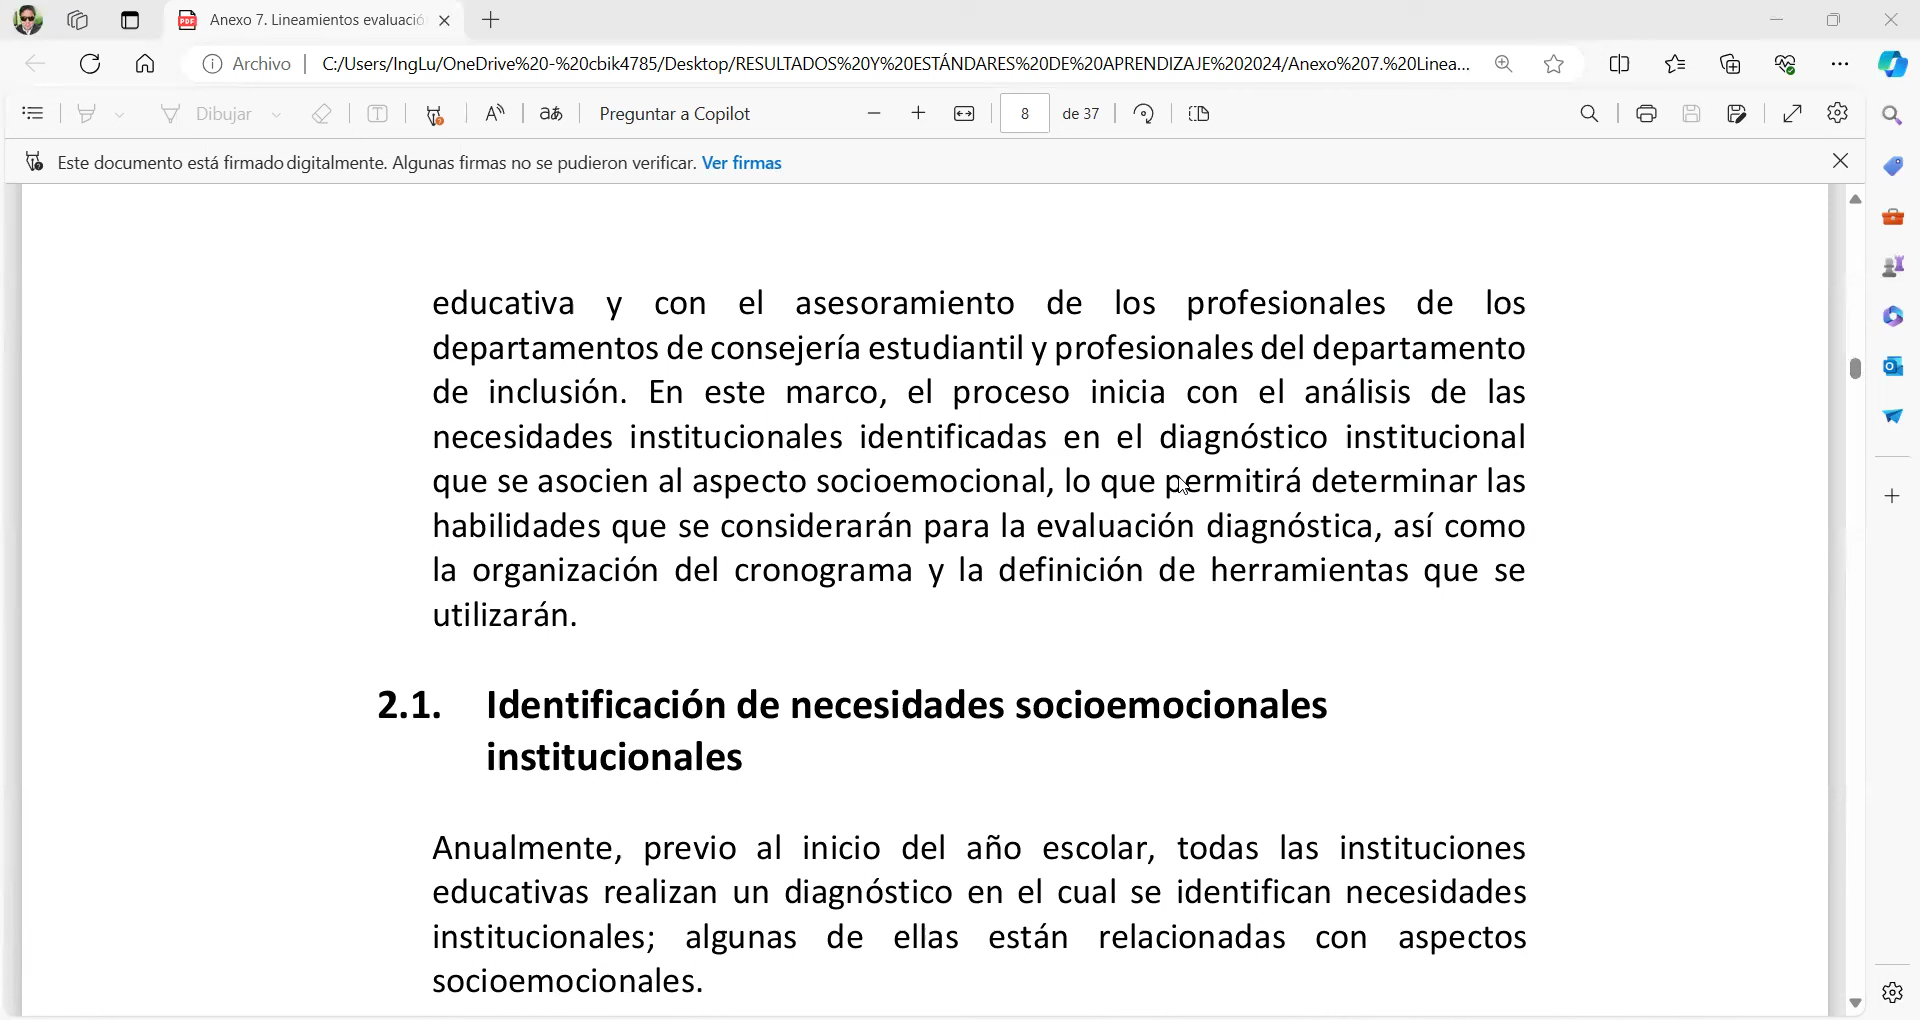 Anexo 7. Lineamientos evaluació
Archivo
C:/Users/IngLu/OneDrive%20-%20cbik4785/Desktop/RESULTADOS%20Y%20ESTÁNDARES%20DE%20APRENDIZAJE%202024/Anexo%207.%20Linea...
Dibujar
Preguntar a Copilot
8 de 37
Este documento está firmado digitalmente. Algunas firmas no se pudieron verificar. Ver firmas
educativa y con el asesoramiento de los profesionales de los
departamentos de consejería estudiantil y profesionales del departamento
de inclusión. En este marco, el proceso inicia con el análisis de las
necesidades institucionales identificadas en el diagnóstico institucional
que se asocien al aspecto socioemocional, lo que permitirá determinar las
habilidades que se considerarán para la evaluación diagnóstica, así como
la organización del cronograma y la definición de herramientas que se
utilizarán.
2.1. Identificación de necesidades socioemocionales
institucionales
Anualmente, previo al inicio del año escolar, todas las instituciones
educativas realizan un diagnóstico en el cual se identifican necesidades
institucionales; algunas de ellas están relacionadas con aspectos
socioemocionales.